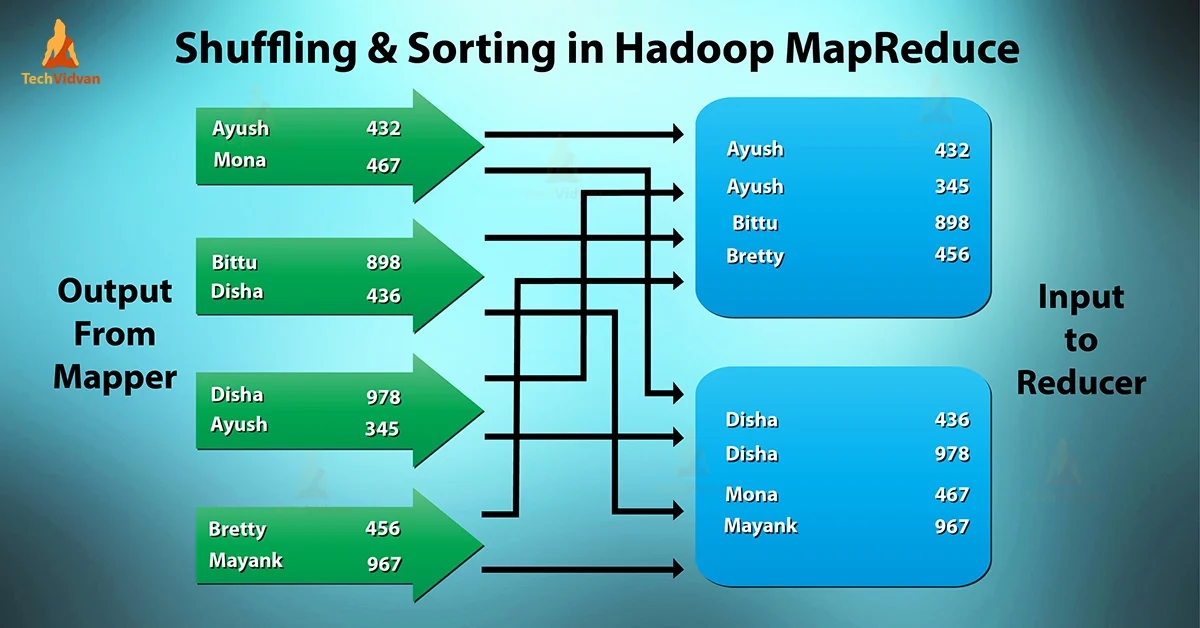 TechVidvan
Shuffling & Sorting in Hadoop MapReduce
Output
From
Mapper
Ayush 432
Mona 467
Bittu 898
Disha 436
Disha 978
Ayush 345
Bretty 456
Mayank 967
Ayush 432
Ayush 345
Bittu 898
Bretty 456
Disha 436
Disha 978
Mona 467
Mayank 967
Input
to
Reducer